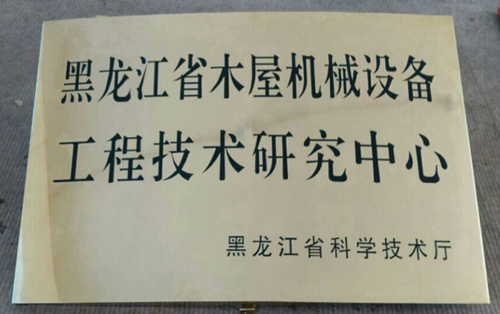 黑龙江省木屋机械设备
工程技术研究中心
黑龙江省科学技术厅